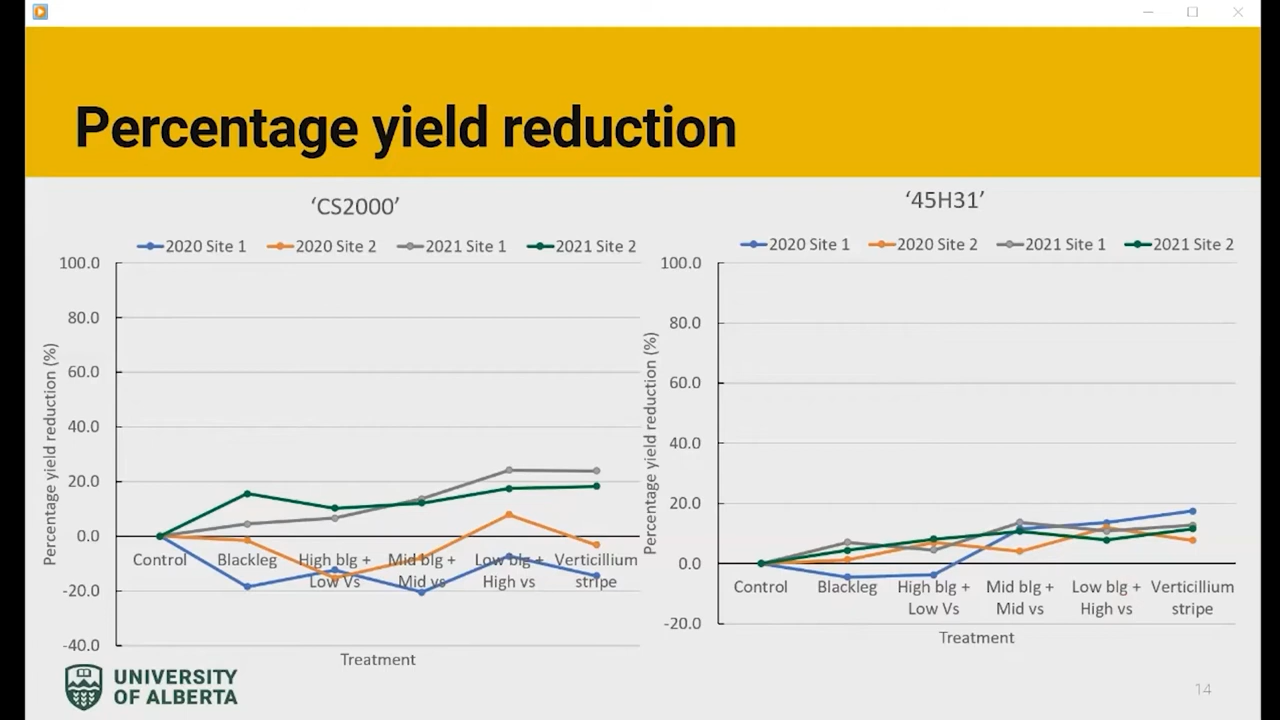 Percentage yield reduction
‘CS2000’
2020 Site 1 2020 Site 2 2021 Site 1 2021 Site 2
100.0
80.0
60.0
40.0
20.0
0.0
-20.0
-40.0
Percentage yield reduction (%)
Control Blackleg High blg + Mid blg + Low blg + Verticillium
Low Vs Mid vs High vs stripe
Treatment
‘45H31’
2020 Site 1 2020 Site 2 2021 Site 1 2021 Site 2
100.0
80.0
60.0
40.0
20.0
0.0
-20.0
Percentage yield reduction (%)
Control Blackleg High blg + Mid blg + Low blg + Verticillium
Low Vs Mid vs High vs stripe
Treatment
UNIVERSITY
OF ALBERTA
14